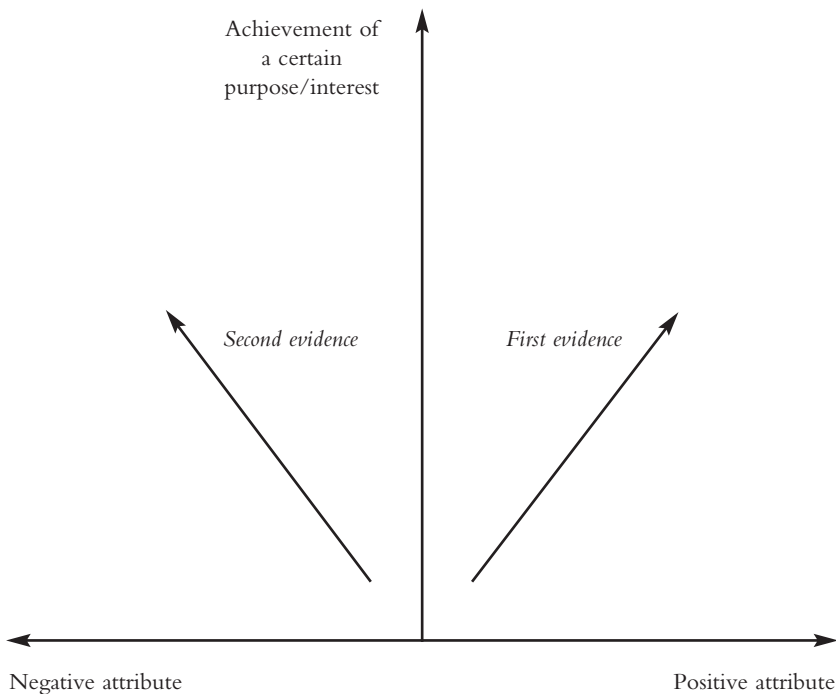 Achievement of
a certain
purpose/interest
Second evidence
First evidence
Negative attribute
Positive attribute